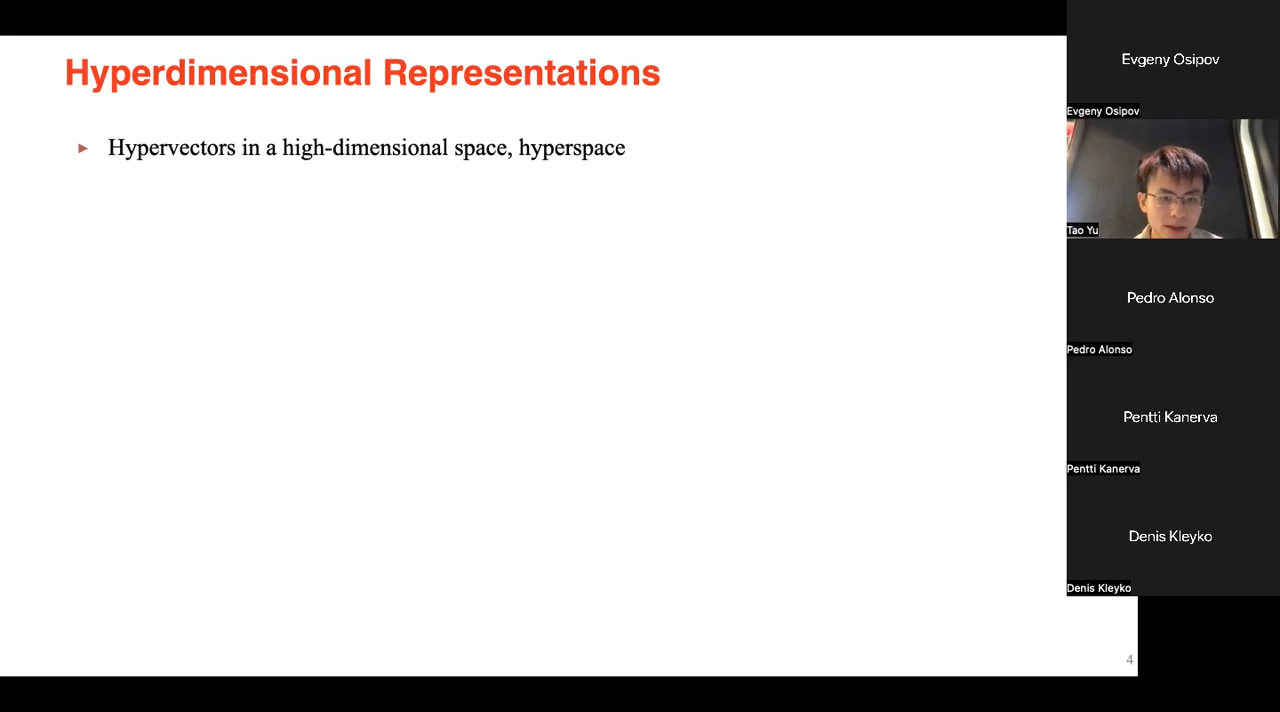 Hyperdimensional Representations
▸ Hypervectors in a high-dimensional space, hyperspace
4
Evgeny Osipov
Evgeny Osipov
Tao Yu
Pedro Alonso
Pedro Alonso
Pentti Kanerva
Pentti Kanerva
Denis Kleyko
Denis Kleyko